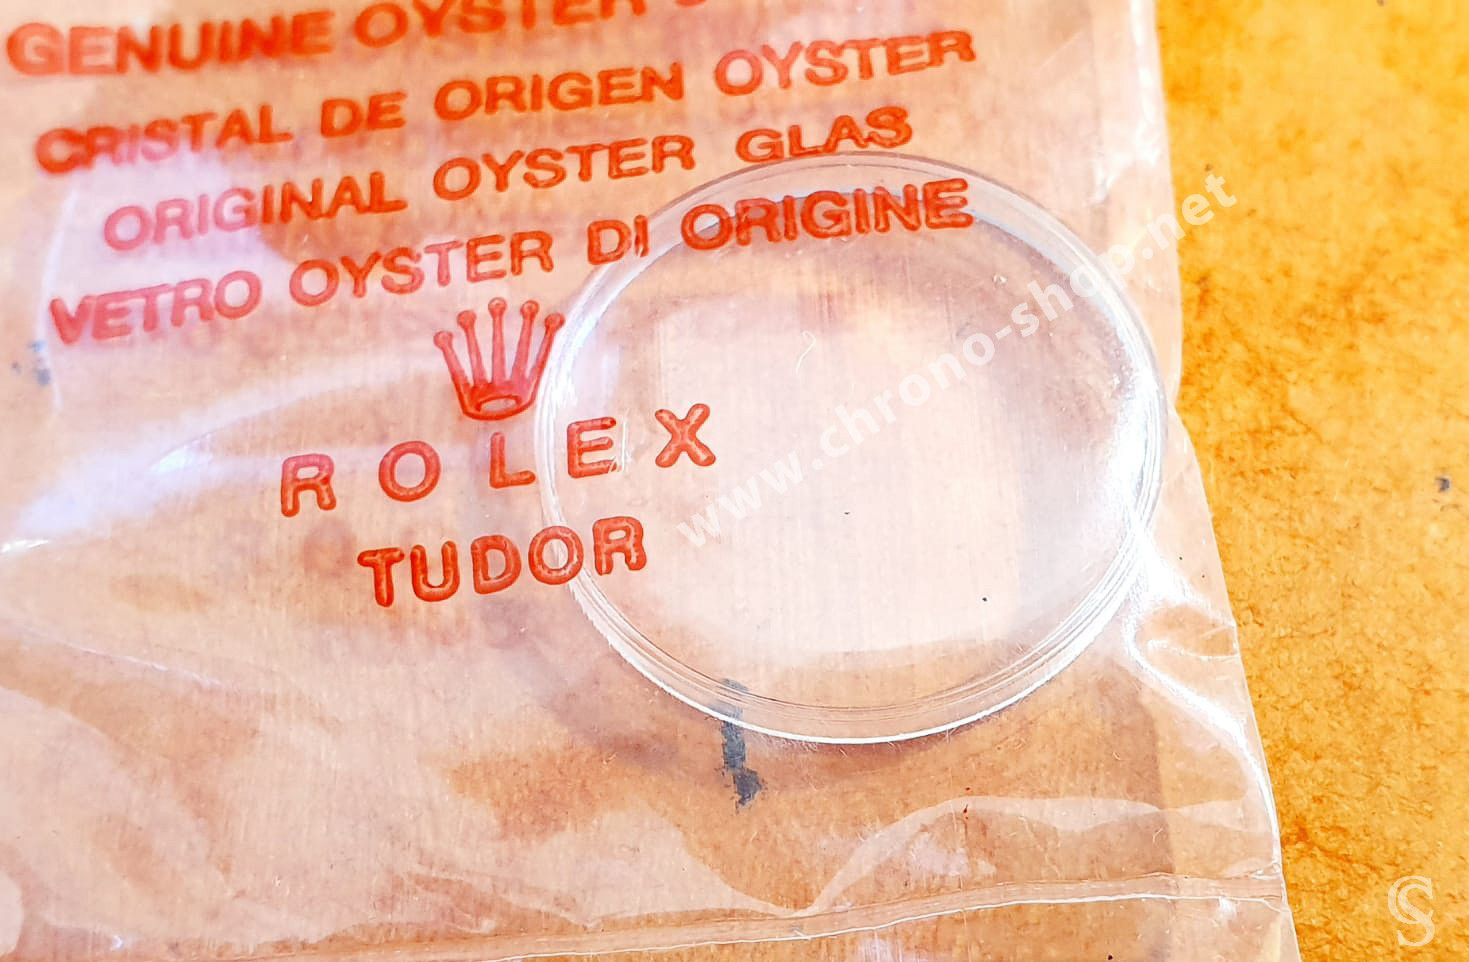 GENUINE OYSTER
CRISTAL DE ORIGEN OYSTER
ORIGINAL OYSTER GLAS
VETRO OYSTER DI ORIGINE
ROLEX
TUDOR
www.chrono-shop.net